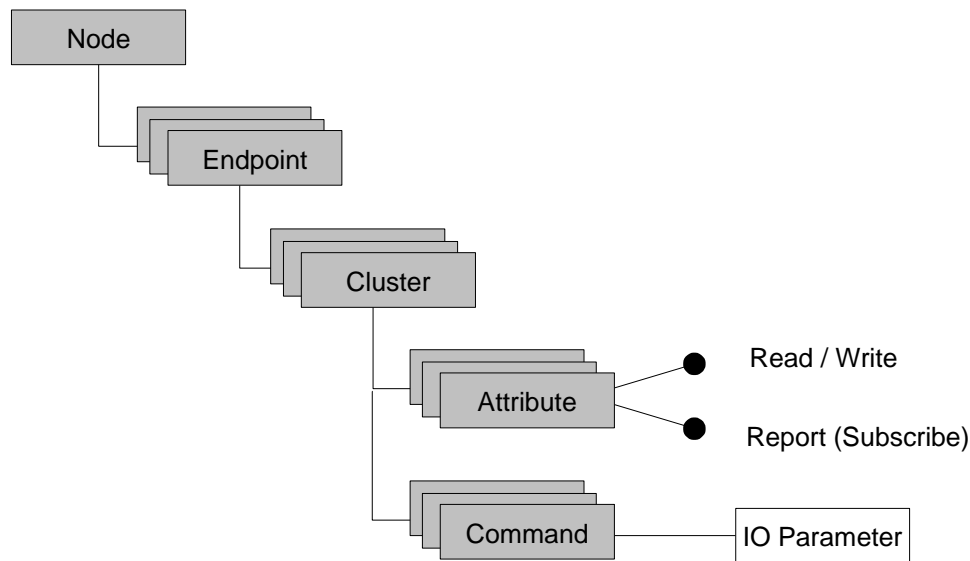 Node
Endpoint
Cluster
Read / Write
Attribute
Report (Subscribe)
Command
IO Parameter